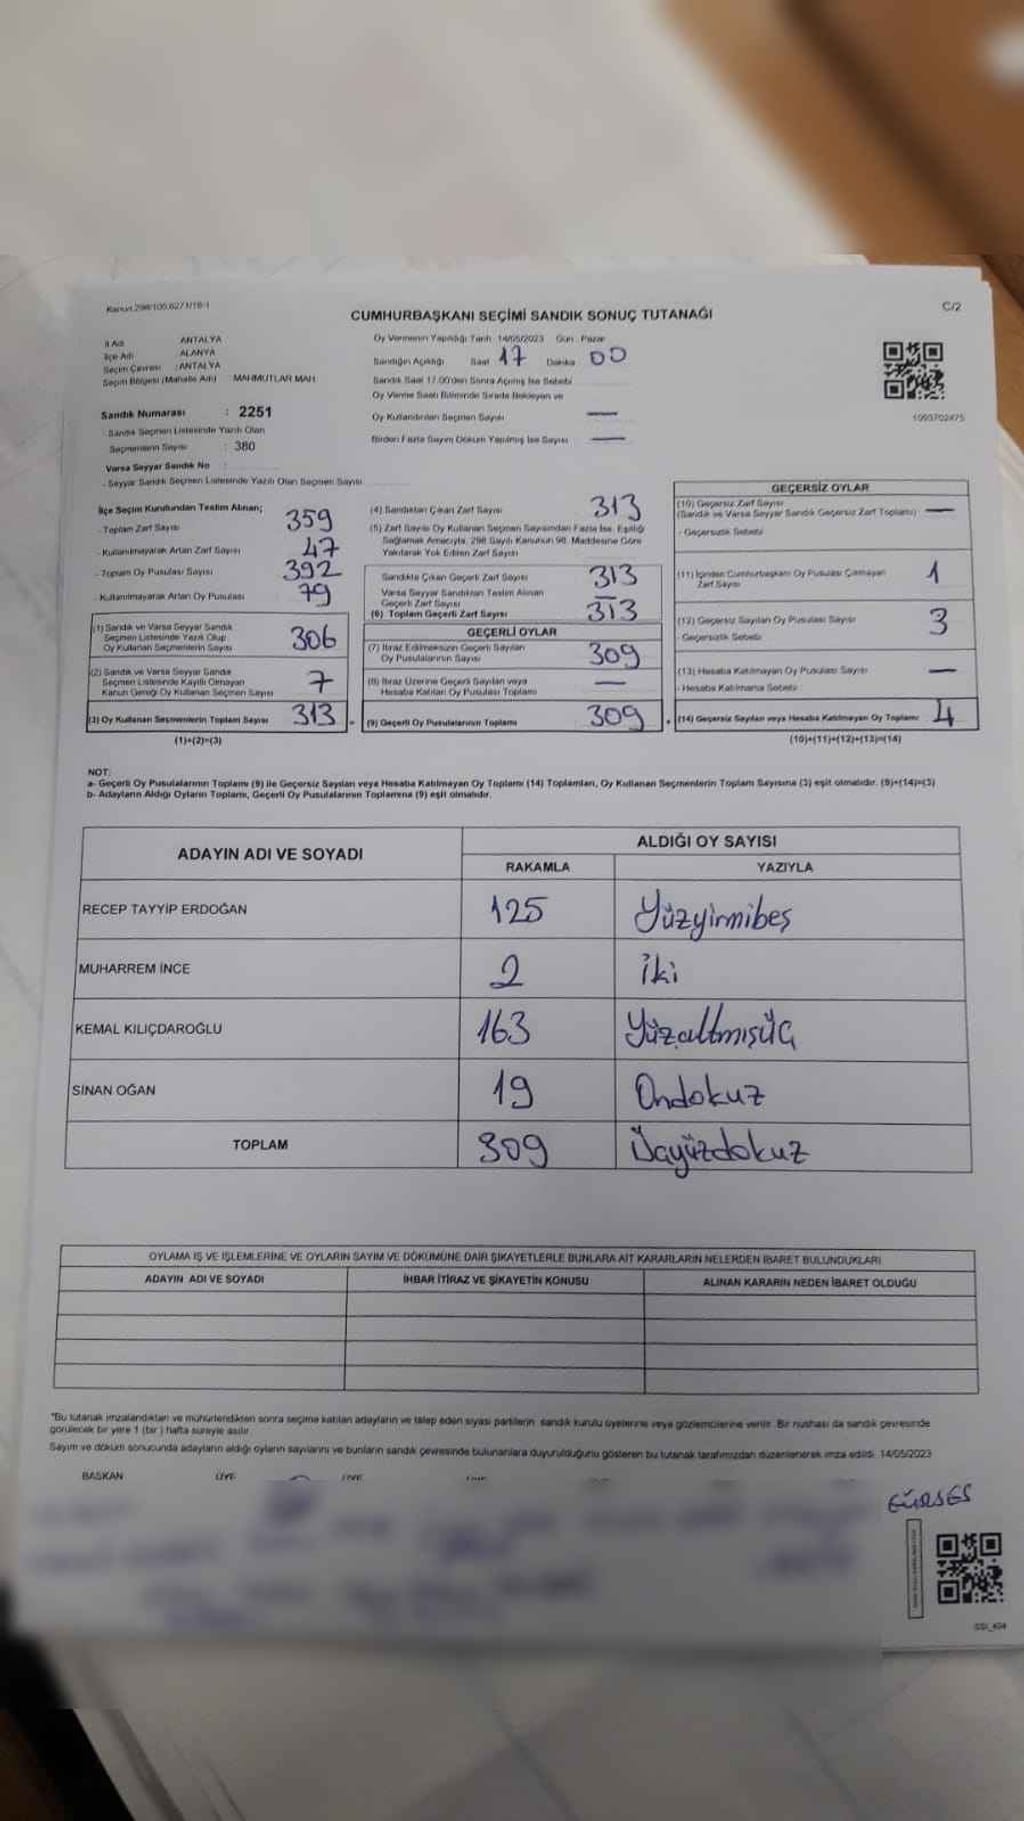 Kanun 298/105,6271/18-1
CUMHURBAŞKANI SEÇİMİ SANDIK SONUÇ TUTANAĞI
C/2
İl Adı ANTALYA
İlçe Adı ALANYA
Seçim Çevresi : ANTALYA
Seçim Bölgesi (Mahalle Adı) MAHMUTLAR MAH
Sandık Numarası : 2251
- Sandık Seçmen Listesinde Yazılı Olan
Seçmenlerin Sayısı : 380
Varsa Seyyar Sandık No :
- Seyyar Sandık Seçmen Listesinde Yazılı Olan Seçmen Sayısı
Oy Vermenin Yapıldığı Tarih 14/05/2023 Gün : Pazar
Sandığın Açıldığı Saat 17 Dakika 00
Sandık Saat 17.00'den Sonra Açılmış İse Sebebi
Oy Verme Saati Bitiminde Sırada Bekleyen ve
Oy Kullandırılan Seçmen Sayısı —
Birden Fazla Sayım Döküm Yapılmış İse Sayısı —
1093702875
İlçe Seçim Kurulundan Teslim Alınan;
- Toplam Zarf Sayısı 359
- Kullanılmayarak Artan Zarf Sayısı 47
- Toplam Oy Pusulası Sayısı 392
- Kullanılmayarak Artan Oy Pusulası 79
(1) Sandık ve Varsa Seyyar Sandık
Seçmen Listesinde Yazılı Olup
Oy Kullanan Seçmenlerin Sayısı 306
(2) Sandık ve Varsa Seyyar Sandık
Seçmen Listesinde Kayıtlı Olmayan
Kanun Gereği Oy Kullanan Seçmen Sayısı 7
(3) Oy Kullanan Seçmenlerin Toplam Sayısı 313
(1)+(2)=(3)
(4) Sandıktan Çıkan Zarf Sayısı 313
(5) Zarf Sayısı Oy Kullanan Seçmen Sayısından Fazla İse, Eşitliği
Sağlamak Amacıyla, 298 Sayılı Kanunun 98. Maddesine Göre
Yakılarak Yok Edilen Zarf Sayısı
Sandıkta Çıkan Geçerli Zarf Sayısı 313
Varsa Seyyar Sandıktan Teslim Alınan
Geçerli Zarf Sayısı —
(6) Toplam Geçerli Zarf Sayısı 313
GEÇERLİ OYLAR
(7) İtiraz Edilmeksizin Geçerli Sayılan
Oy Pusulalarının Sayısı 309
(8) İtiraz Üzerine Geçerli Sayılan veya
Hesaba Katılan Oy Pusulası Toplamı —
= (9) Geçerli Oy Pusulalarının Toplamı 309
GEÇERSİZ OYLAR
(10) Geçersiz Zarf Sayısı
(Sandık ve Varsa Seyyar Sandık Geçersiz Zarf Toplamı) —
- Geçersizlik Sebebi
(11) İçinden Cumhurbaşkanı Oy Pusulası Çıkmayan
Zarf Sayısı 1
(12) Geçersiz Sayılan Oy Pusulası Sayısı 3
- Geçersizlik Sebebi
(13) Hesaba Katılmayan Oy Pusulası Sayısı —
- Hesaba Katılmama Sebebi
+ (14) Geçersiz Sayılan veya Hesaba Katılmayan Oy Toplamı 4
(10)+(11)+(12)+(13)=(14)
NOT:
a- Geçerli Oy Pusulalarının Toplamı (9) ile Geçersiz Sayılan veya Hesaba Katılmayan Oy Toplamı (14) Toplamları, Oy Kullanan Seçmenlerin Toplam Sayısına (3) eşit olmalıdır. (9)+(14)=(3)
b- Adayların Aldığı Oyların Toplamı, Geçerli Oy Pusulalarının Toplamına (9) eşit olmalıdır.
ADAYIN ADI VE SOYADI ALDIĞI OY SAYISI
RAKAMLA YAZIYLA
RECEP TAYYİP ERDOĞAN 125 Yüzyirmibeş
MUHARREM İNCE 2 İki
KEMAL KILIÇDAROĞLU 163 Yüzaltmışüç
SİNAN OĞAN 19 Ondokuz
TOPLAM 309 Üçyüzdokuz
OYLAMA İŞ VE İŞLEMLERİNE VE OYLARIN SAYIM VE DÖKÜMÜNE DAİR ŞİKAYETLERLE BUNLARA AİT KARARLARIN NELERDEN İBARET BULUNDUKLARI
ADAYIN ADI VE SOYADI İHBAR İTİRAZ VE ŞİKAYETİN KONUSU ALINAN KARARIN NEDEN İBARET OLDUĞU
*Bu tutanak imzalandıktan ve mühürlendikten sonra seçime katılan adayların ve talep eden siyasi partilerin sandık kurulu üyelerine veya gözlemcilerine verilir. Bir nüshası da sandık çevresinde
görülecek bir yere 1 (bir) hafta süreyle asılır.
Sayım ve döküm sonucunda adayların aldığı oyların sayılarını ve bunların sandık çevresinde bulunanlara duyurulduğunu gösteren bu tutanak tarafımızdan düzenlenerek imza edildi. 14/05/2023
BAŞKAN ÜYE ÜYE
GÜRSES